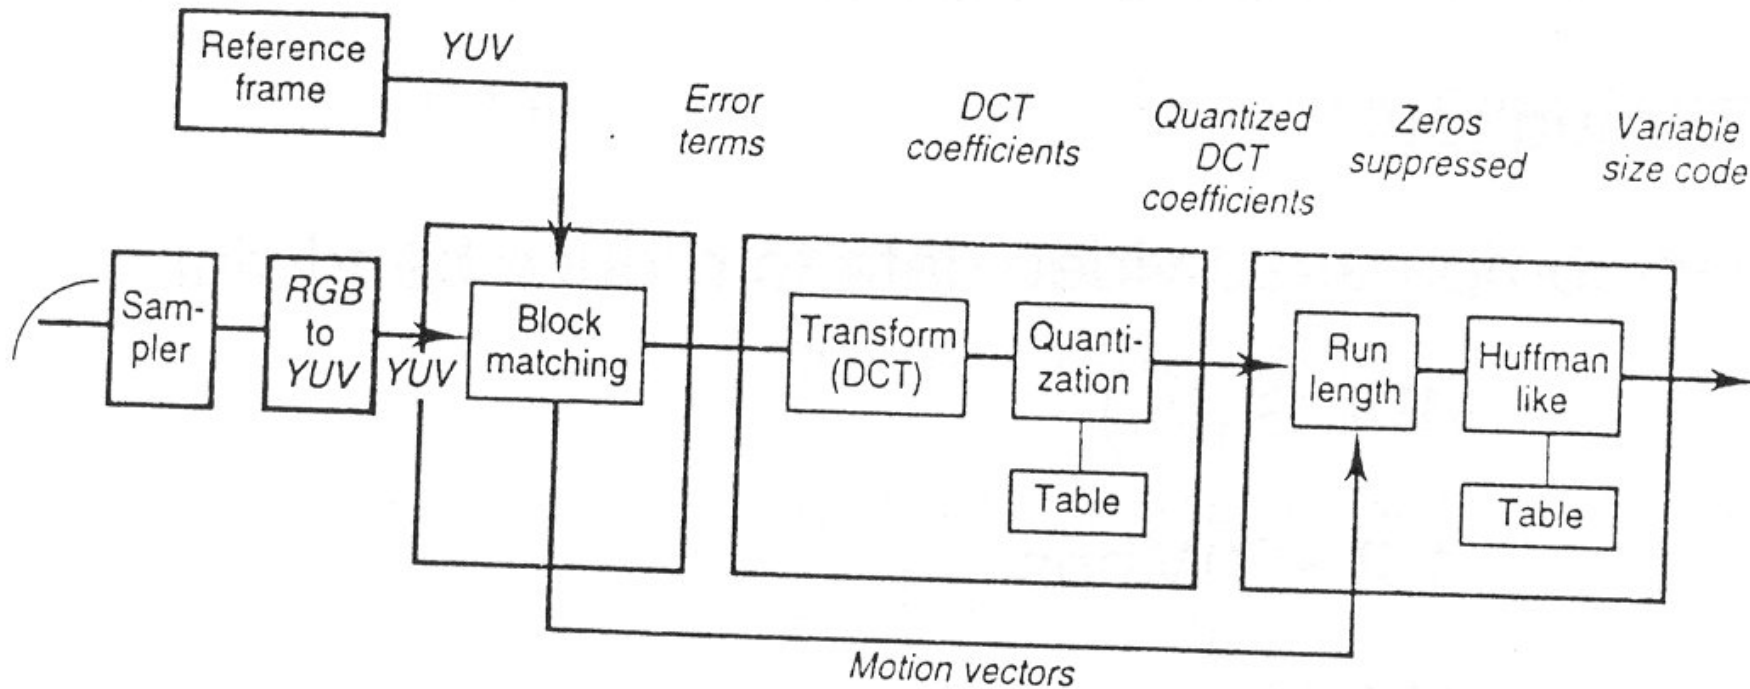 Reference
frame
YUV
Error
terms
DCT
coefficients
Quantized
DCT
coefficients
Zeros
suppressed
Variable
size code
Sam-
pler
RGB
to
YUV
YUV
Block
matching
Transform
(DCT)
Quanti-
zation
Table
Run
length
Huffman
like
Table
Motion vectors